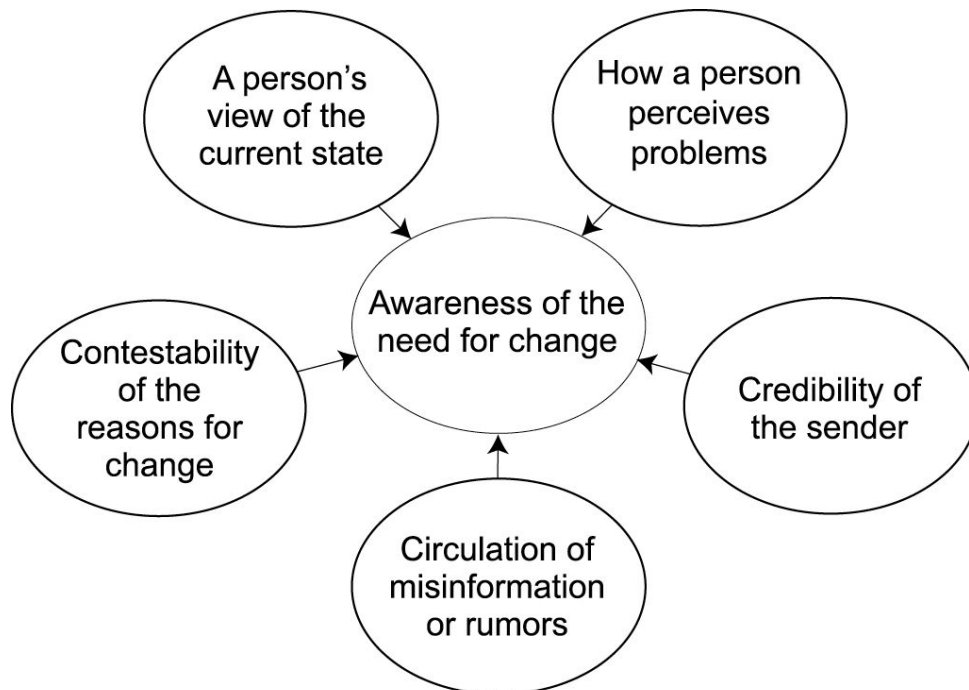 A person’s
view of the
current state
How a person
perceives
problems
Awareness of the
need for change
Contestability
of the
reasons for
change
Credibility of
the sender
Circulation of
misinformation
or rumors